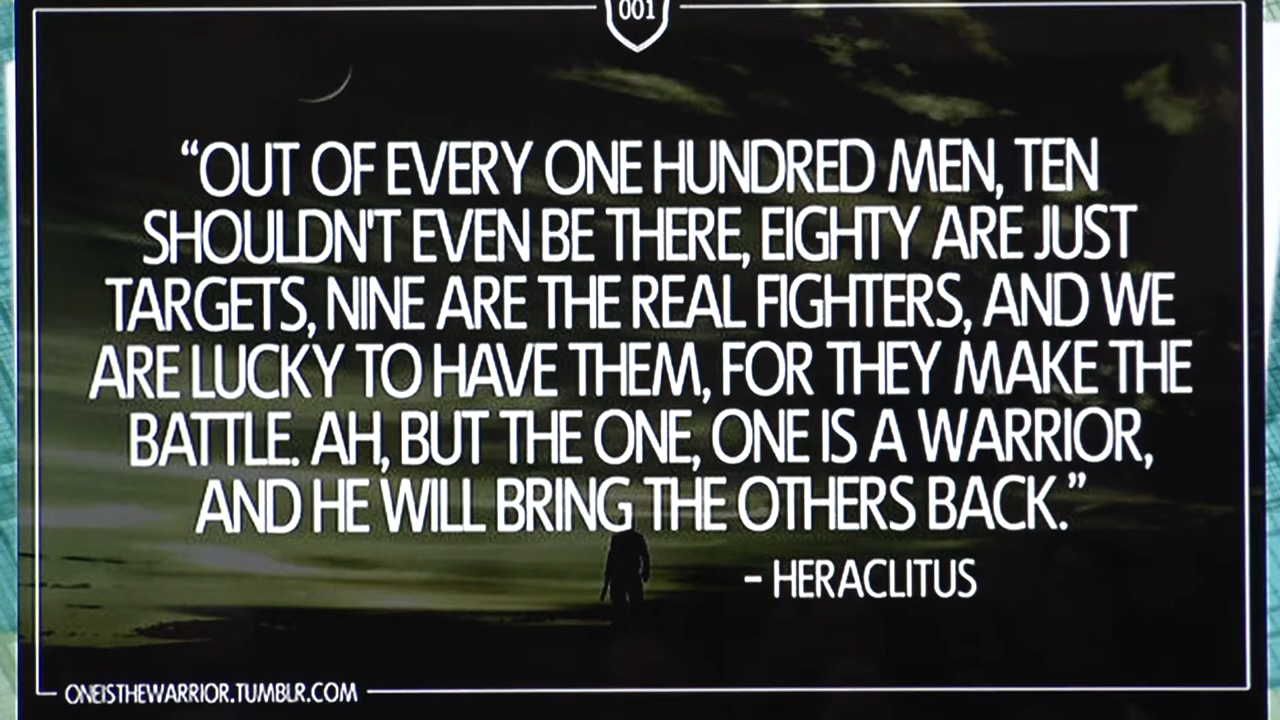 001
“OUT OF EVERY ONE HUNDRED MEN, TEN
SHOULDN'T EVEN BE THERE, EIGHTY ARE JUST
TARGETS, NINE ARE THE REAL FIGHTERS, AND WE
ARE LUCKY TO HAVE THEM, FOR THEY MAKE THE
BATTLE. AH, BUT THE ONE, ONE IS A WARRIOR,
AND HE WILL BRING THE OTHERS BACK.”
– HERACLITUS
ONEISTHEWARRIOR.TUMBLR.COM